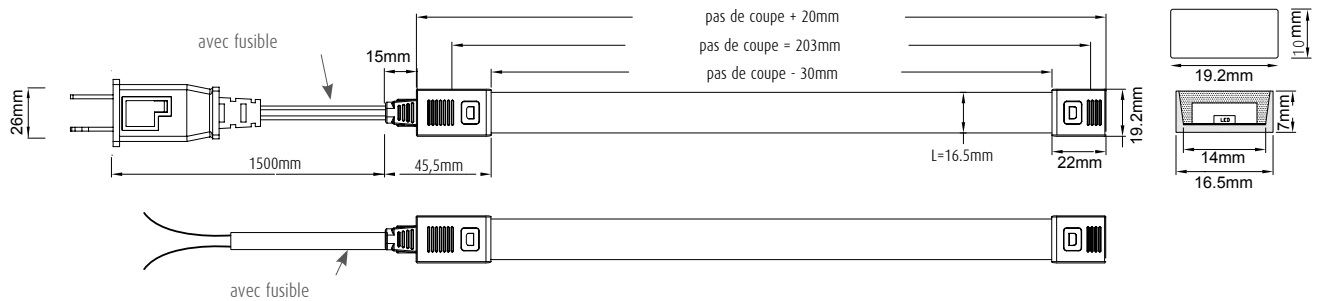 pas de coupe + 20mm
avec fusible
pas de coupe = 203mm
15mm
pas de coupe - 30mm
10mm
19.2mm
26mm
19.2mm
LED
7mm
1500mm
45,5mm
L=16.5mm
22mm
14mm
16.5mm
avec fusible